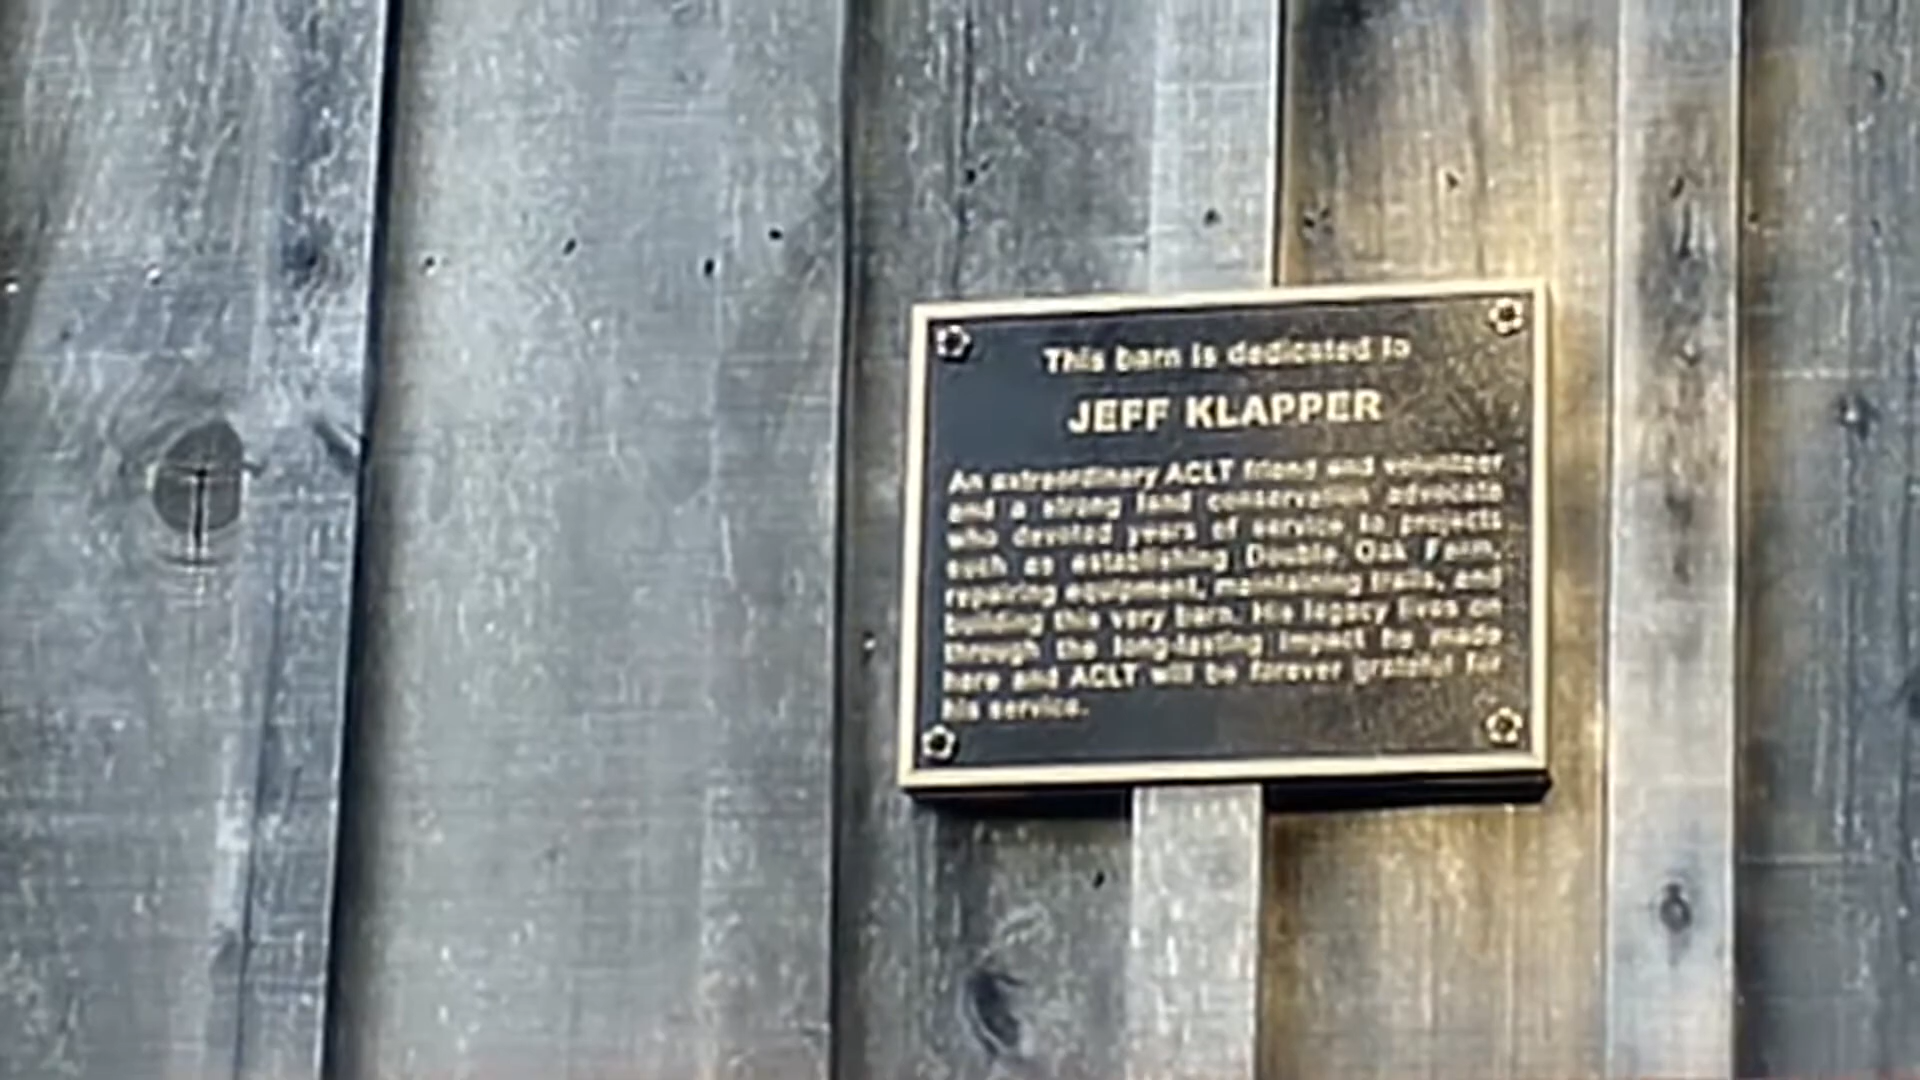 This barn is dedicated to
JEFF KLAPPER
An extraordinary ACLT friend and volunteer
and a strong land conservation advocate
who devoted years of service to projects
such as establishing Double Oak Farm,
repairing equipment, maintaining trails, and
building this very barn. His legacy lives on
through the long-lasting impact he made
here and ACLT will be forever grateful for
his service.